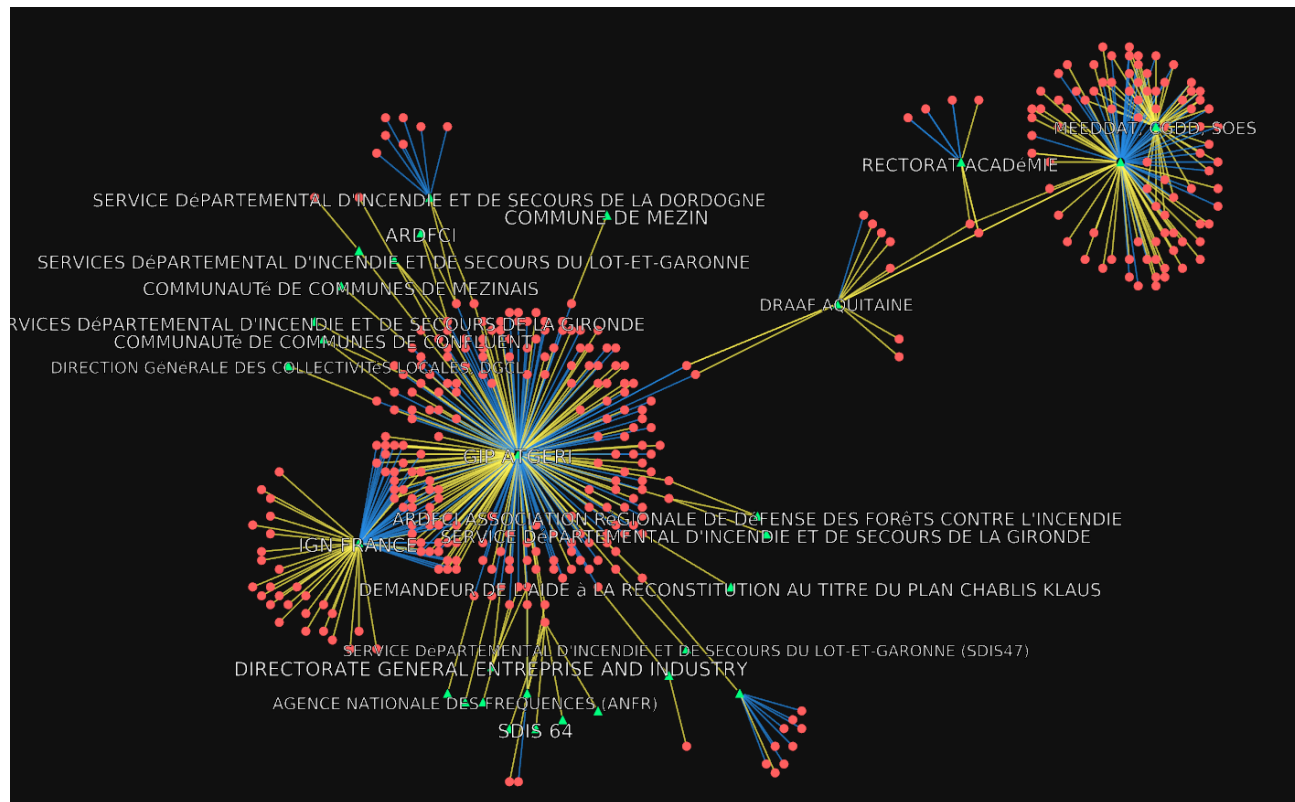 MEEDDAT, CGDD, SOES
RECTORAT ACADéMIE
SERVICE DéPARTEMENTAL D'INCENDIE ET DE SECOURS DE LA DORDOGNE
COMMUNE DE MEZIN
ARDFCI
SERVICES DéPARTEMENTAL D'INCENDIE ET DE SECOURS DU LOT-ET-GARONNE
COMMUNAUTé DE COMMUNES DE MEZINAIS
DRAAF AQUITAINE
RVICES DéPARTEMENTAL D'INCENDIE ET DE SECOURS DE LA GIRONDE
COMMUNAUTé DE COMMUNES DE CONFLUENT
DIRECTION GéNéRALE DES COLLECTIVITéS LOCALES, DGCL
GIP ATGERI
ARDFCI ASSOCIATION RéGIONALE DE DéFENSE DES FORêTS CONTRE L'INCENDIE
SERVICE DéPARTEMENTAL D'INCENDIE ET DE SECOURS DE LA GIRONDE
IGN FRANCE
DEMANDEUR DE L'AIDE à LA RECONSTITUTION AU TITRE DU PLAN CHABLIS KLAUS
SERVICE DéPARTEMENTAL D'INCENDIE ET DE SECOURS DU LOT-ET-GARONNE (SDIS47)
DIRECTORATE GENERAL ENTREPRISE AND INDUSTRY
AGENCE NATIONALE DES FREQUENCES (ANFR)
SDIS 64